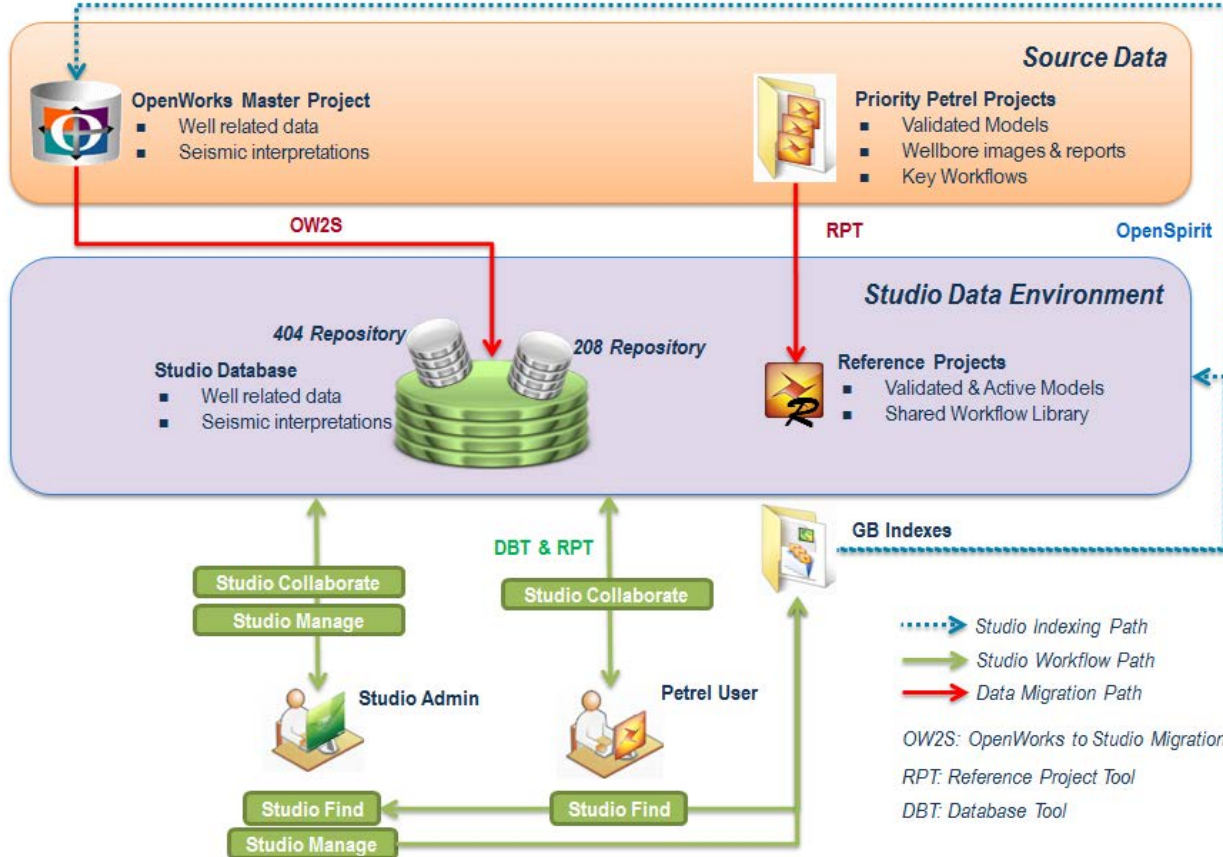 Source Data
OpenWorks Master Project
▪ Well related data
▪ Seismic interpretations
Priority Petrel Projects
▪ Validated Models
▪ Wellbore images & reports
▪ Key Workflows
OW2S
RPT
OpenSpirit
Studio Data Environment
404 Repository
208 Repository
Studio Database
▪ Well related data
▪ Seismic interpretations
Reference Projects
▪ Validated & Active Models
▪ Shared Workflow Library
R
GB Indexes
DBT & RPT
Studio Collaborate
Studio Manage
Studio Collaborate
Studio Admin
Petrel User
Studio Find
Studio Manage
Studio Find
Studio Indexing Path
Studio Workflow Path
Data Migration Path
OW2S: OpenWorks to Studio Migration
RPT: Reference Project Tool
DBT: Database Tool